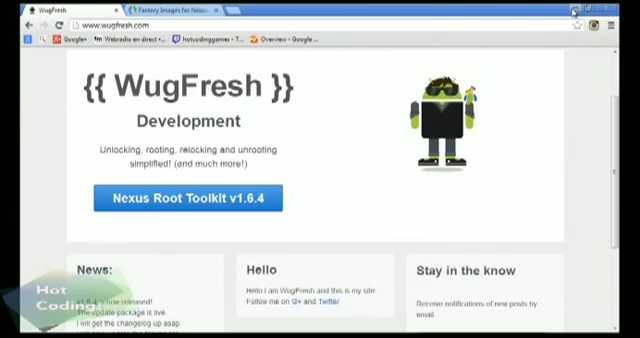 WugFresh
Factory Images for Nexus
www.wugfresh.com
Google+
Webradio en direct •...
hotcodinggames - T...
Overview - Google ...
{{ WugFresh }}
Development
Unlocking, rooting, relocking and unrooting
simplified! (and much more!)
Nexus Root Toolkit v1.6.4
News:
released!
The update package is live
I will get the changelog up asap.
Hello
Hello I am WugFresh and this is my site.
Follow me on G+ and Twitter
Stay in the know
Receive notifications of new posts by
email.
Hot
Coding